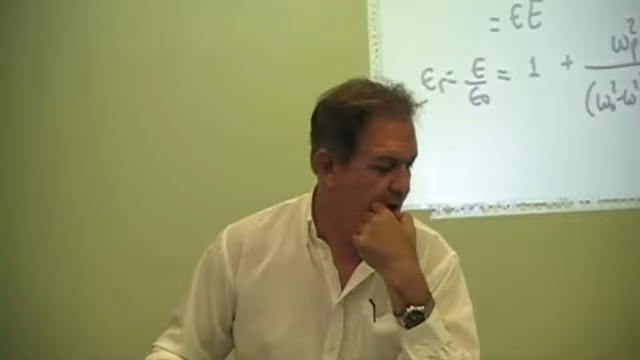 = εE
εr = ε/ε0 = 1 + ωp² / (ω0²-ω²